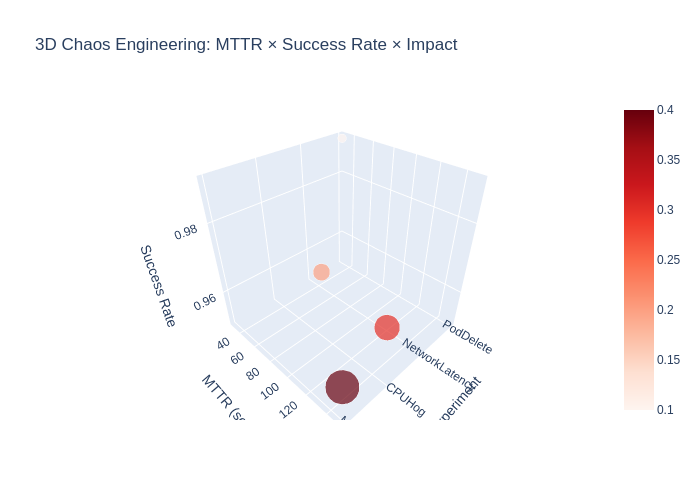 3D Chaos Engineering: MTTR × Success Rate × Impact
0.4
0.35
0.3
0.25
0.2
0.15
0.1
Success Rate
0.98
0.96
40
60
80
100
120
MTTR
PodDelete
NetworkLatency
CPUHog